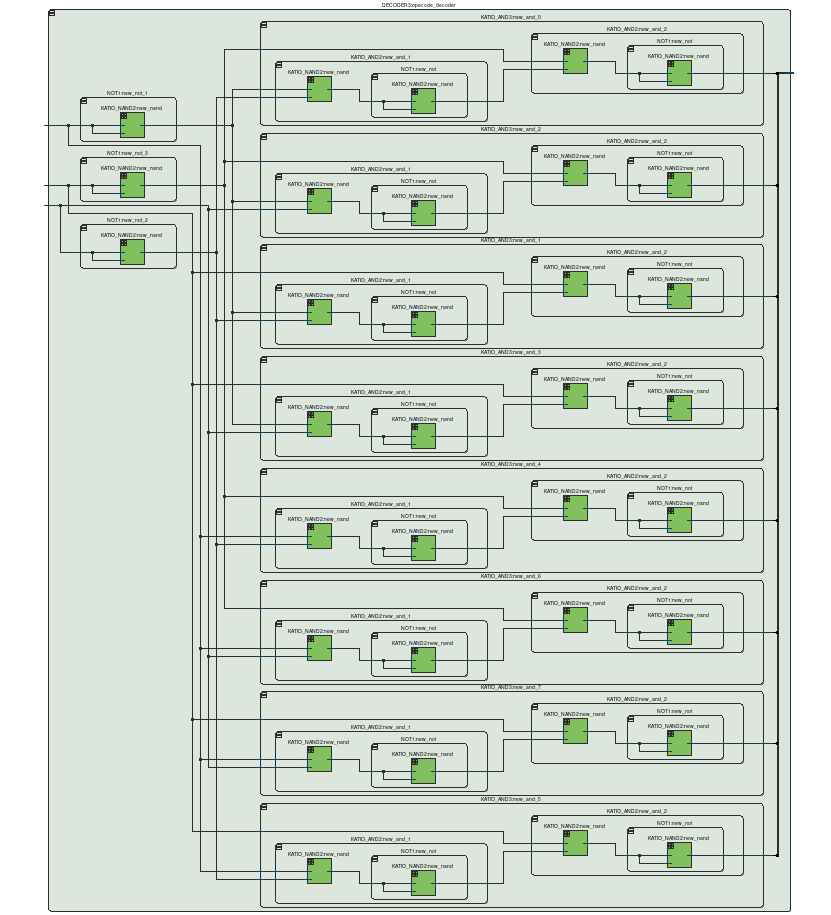 DECODER3:opecode_decoder
KATIO_AND3:new_and_0
KATIO_AND2:new_and_2
KATIO_NAND2:new_nand
NOT1:new_not
KATIO_NAND2:new_nand
KATIO_AND2:new_and_1
KATIO_NAND2:new_nand
NOT1:new_not
KATIO_NAND2:new_nand
NOT1:new_not_1
KATIO_NAND2:new_nand
NOT1:new_not_3
KATIO_NAND2:new_nand
NOT1:new_not_2
KATIO_NAND2:new_nand
KATIO_AND3:new_and_2
KATIO_AND2:new_and_2
KATIO_NAND2:new_nand
NOT1:new_not
KATIO_NAND2:new_nand
KATIO_AND2:new_and_1
KATIO_NAND2:new_nand
NOT1:new_not
KATIO_NAND2:new_nand
KATIO_AND3:new_and_1
KATIO_AND2:new_and_2
KATIO_NAND2:new_nand
NOT1:new_not
KATIO_NAND2:new_nand
KATIO_AND2:new_and_1
KATIO_NAND2:new_nand
NOT1:new_not
KATIO_NAND2:new_nand
KATIO_AND3:new_and_3
KATIO_AND2:new_and_2
KATIO_NAND2:new_nand
NOT1:new_not
KATIO_NAND2:new_nand
KATIO_AND2:new_and_1
KATIO_NAND2:new_nand
NOT1:new_not
KATIO_NAND2:new_nand
KATIO_AND3:new_and_4
KATIO_AND2:new_and_2
KATIO_NAND2:new_nand
NOT1:new_not
KATIO_NAND2:new_nand
KATIO_AND2:new_and_1
KATIO_NAND2:new_nand
NOT1:new_not
KATIO_NAND2:new_nand
KATIO_AND3:new_and_6
KATIO_AND2:new_and_2
KATIO_NAND2:new_nand
NOT1:new_not
KATIO_NAND2:new_nand
KATIO_AND2:new_and_1
KATIO_NAND2:new_nand
NOT1:new_not
KATIO_NAND2:new_nand
KATIO_AND3:new_and_7
KATIO_AND2:new_and_2
KATIO_NAND2:new_nand
NOT1:new_not
KATIO_NAND2:new_nand
KATIO_AND2:new_and_1
KATIO_NAND2:new_nand
NOT1:new_not
KATIO_NAND2:new_nand
KATIO_AND3:new_and_5
KATIO_AND2:new_and_2
KATIO_NAND2:new_nand
NOT1:new_not
KATIO_NAND2:new_nand
KATIO_AND2:new_and_1
KATIO_NAND2:new_nand
NOT1:new_not
KATIO_NAND2:new_nand